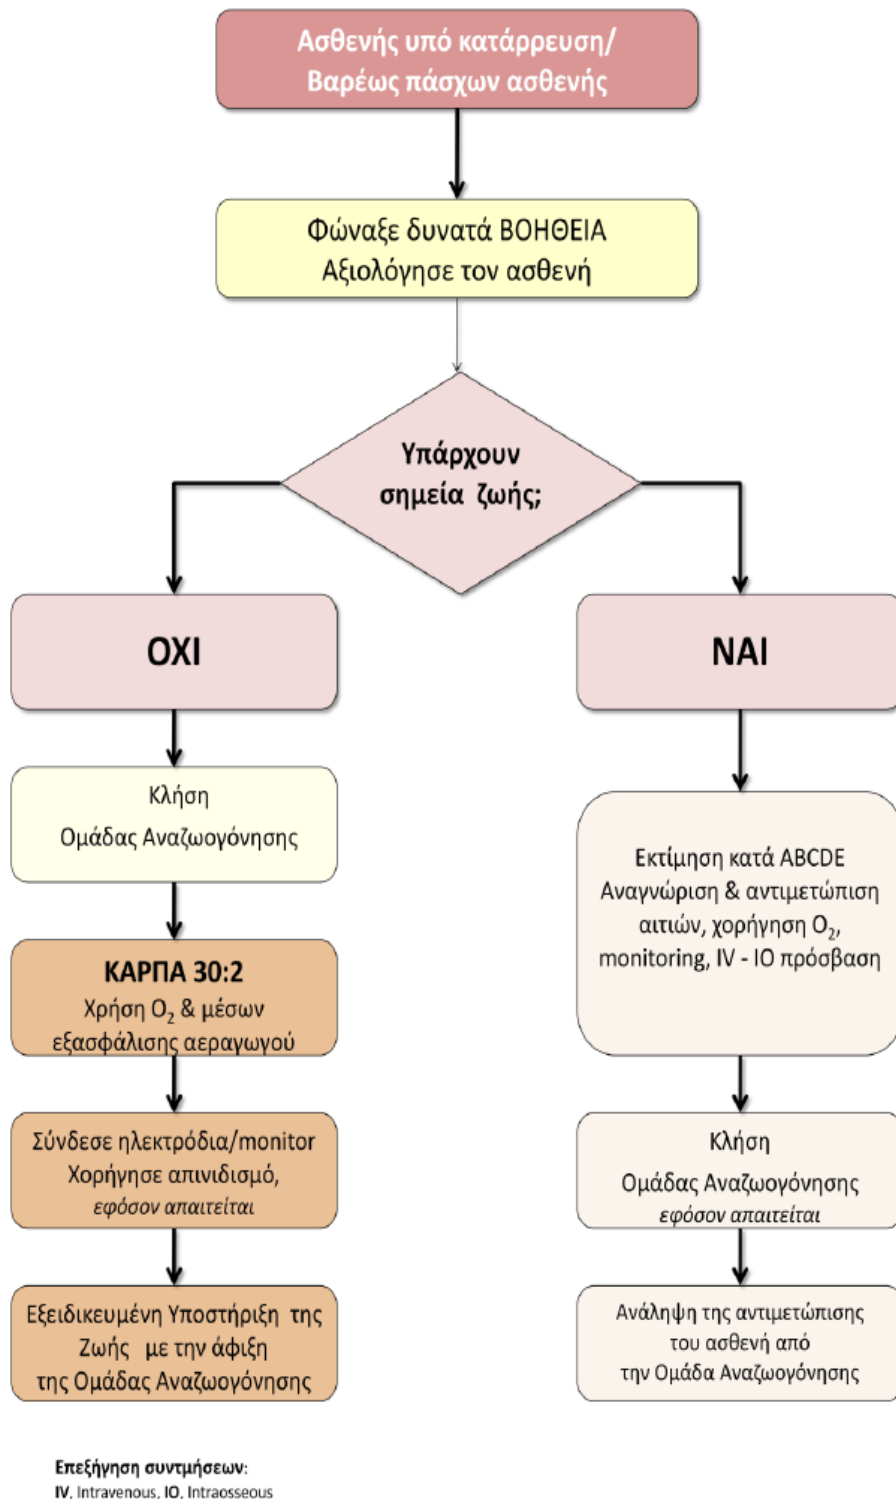 Ασθενής υπό κατάρρευση/
Βαρέως πάσχων ασθενής
Φώναξε δυνατά ΒΟΗΘΕΙΑ
Αξιολόγησε τον ασθενή
Υπάρχουν
σημεία ζωής;
ΟΧΙ
Κλήση
Ομάδας Αναζωογόνησης
ΚΑΡΠΑ 30:2
Χρήση O₂ & μέσων
εξασφάλισης αεραγωγού
Σύνδεσε ηλεκτρόδια/monitor
Χορήγησε απινιδισμό,
εφόσον απαιτείται
Εξειδικευμένη Υποστήριξη της
Ζωής με την άφιξη
της Ομάδας Αναζωογόνησης
ΝΑΙ
Εκτίμηση κατά ABCDE
Αναγνώριση & αντιμετώπιση
αιτιών, χορήγηση O₂,
monitoring, IV - IO πρόσβαση
Κλήση
Ομάδας Αναζωογόνησης
εφόσον απαιτείται
Ανάληψη της αντιμετώπισης
του ασθενή από
την Ομάδα Αναζωογόνησης
Επεξήγηση συντμήσεων:
IV, Intravenous, IO, Intraosseous